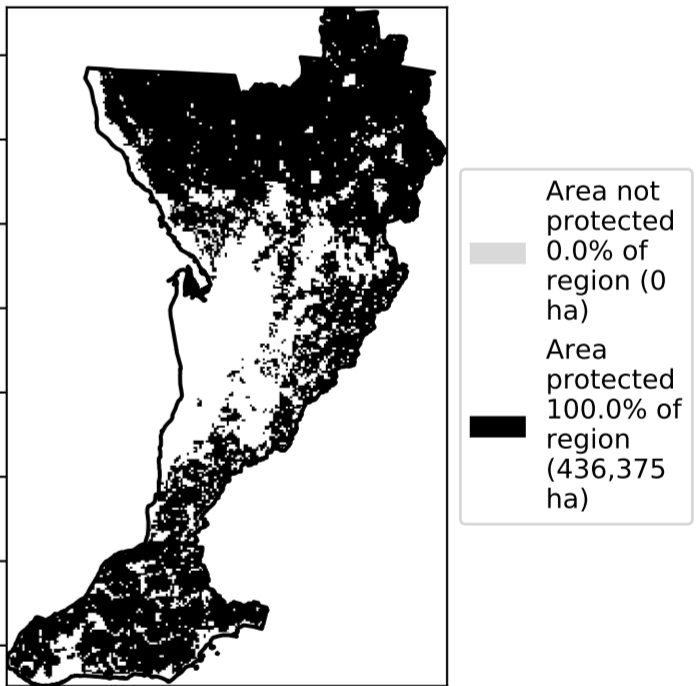 Area not
protected
0.0% of
region (0
ha)
Area
protected
100.0% of
region
(436,375
ha)